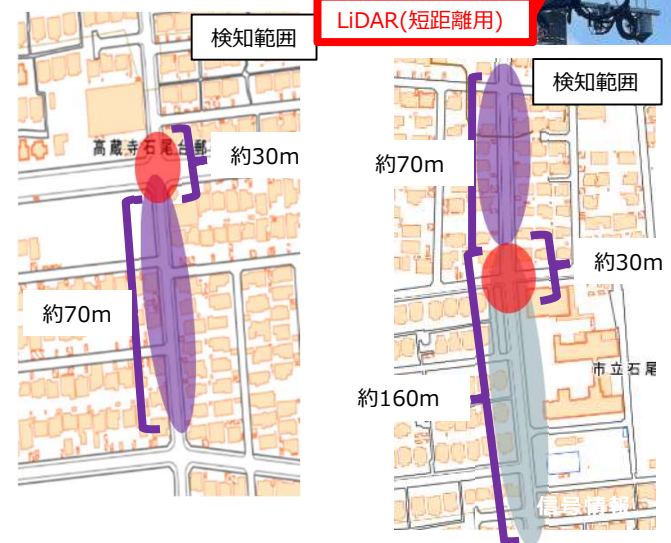 LiDAR(短距離用)
検知範囲
高蔵寺石尾台郵
約30m
約70m
検知範囲
約70m
約30m
市立石尾
約160m
信号情報